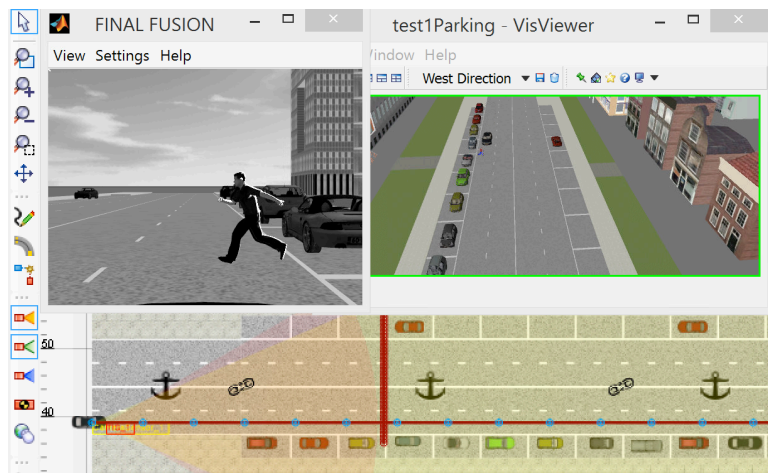 FINAL FUSION
View Settings Help
test1Parking - VisViewer
Window Help
West Direction
50
40